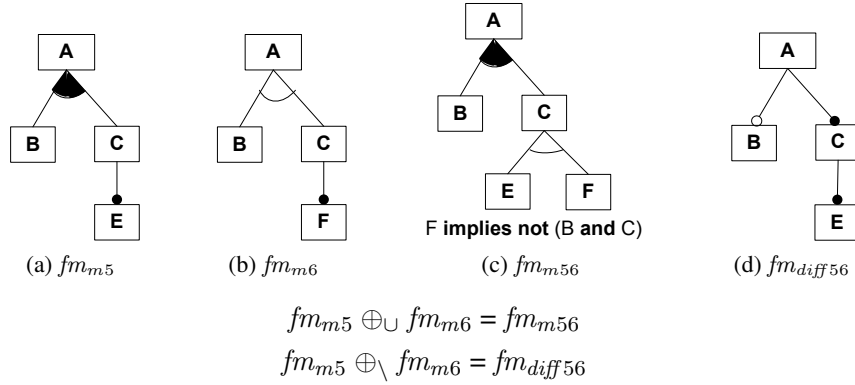 A
B
C
E
(a) fm_{m5}
A
B
C
F
(b) fm_{m6}
A
B
C
E
F
F implies not (B and C)
(c) fm_{m56}
A
B
C
E
(d) fm_{diff56}
fm_{m5} ⊕_∪ fm_{m6} = fm_{m56}
fm_{m5} ⊕_\ fm_{m6} = fm_{diff56}